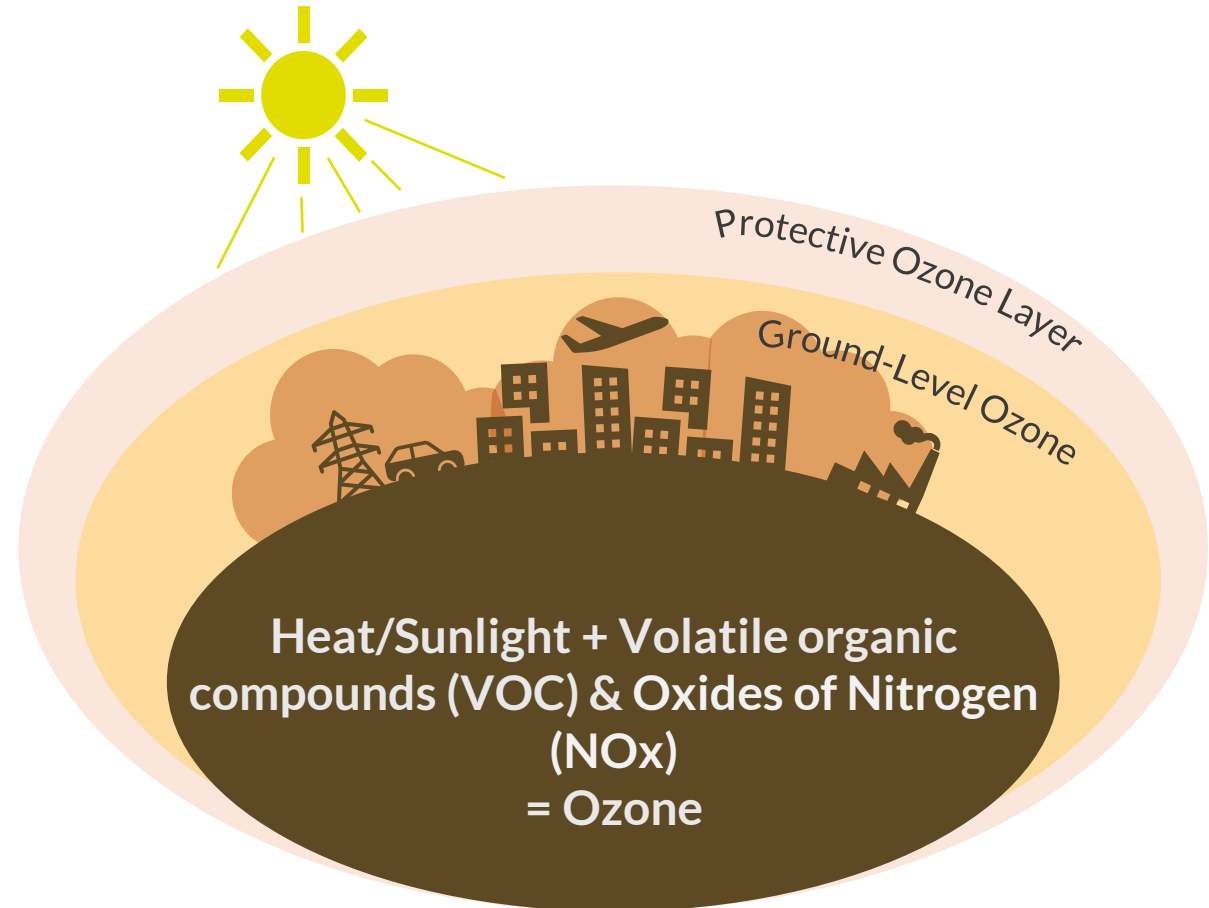 Protective Ozone Layer
Ground-Level Ozone
Heat/Sunlight + Volatile organic
compounds (VOC) & Oxides of Nitrogen
(NOx)
= Ozone